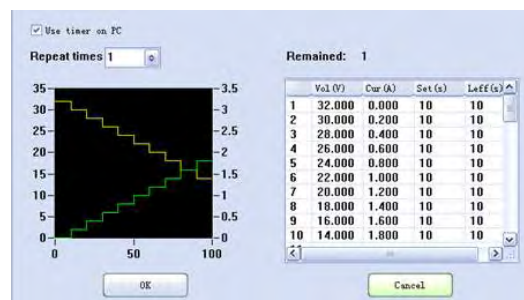 Use timer on PC
Repeat times 1
Remained: 1
35 3.5
30 3
25 2.5
20 2
15 1.5
10 1
5 0.5
0 0
0 50 100
Vol(V) Cur(A) Set(s) Leff(s)
1 32.000 0.000 10 10
2 30.000 0.200 10 10
3 28.000 0.400 10 10
4 26.000 0.600 10 10
5 24.000 0.800 10 10
6 22.000 1.000 10 10
7 20.000 1.200 10 10
8 18.000 1.400 10 10
9 16.000 1.600 10 10
10 14.000 1.800 10 10
OK
Cancel